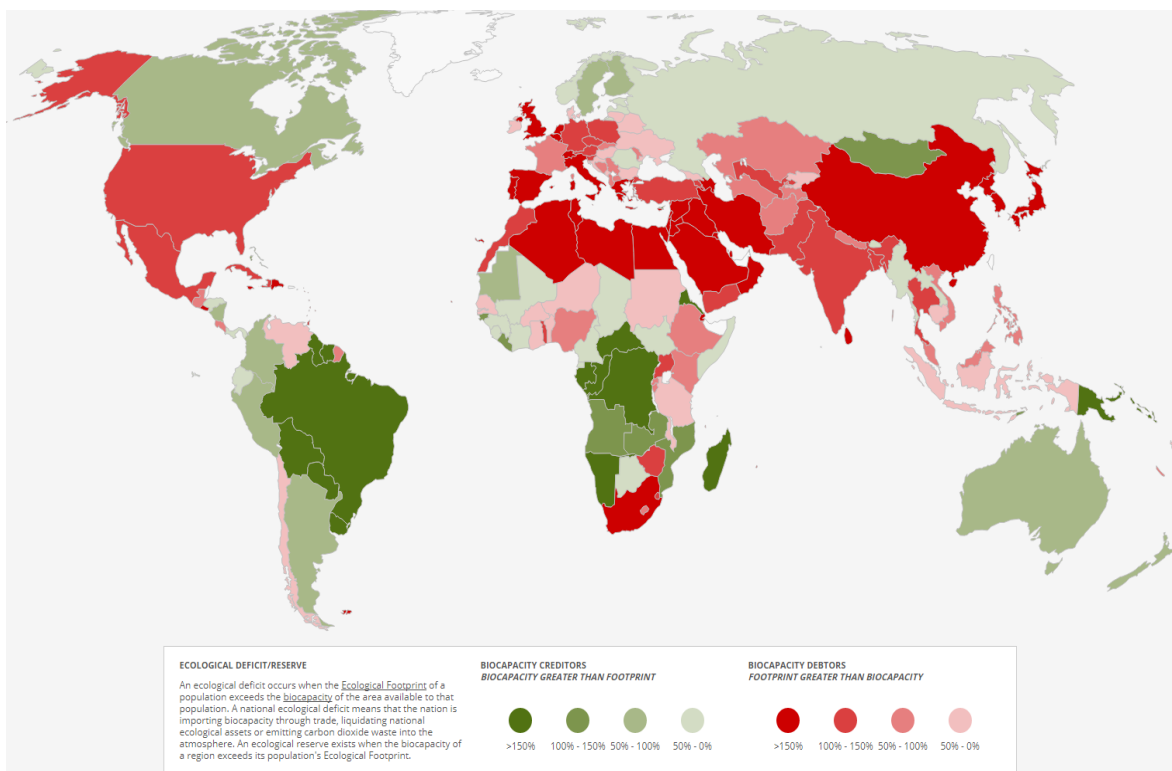 ECOLOGICAL DEFICIT/RESERVE
An ecological deficit occurs when the Ecological Footprint of a
population exceeds the biocapacity of the area available to that
population. A national ecological deficit means that the nation is
importing biocapacity through trade, liquidating national
ecological assets or emitting carbon dioxide waste into the
atmosphere. An ecological reserve exists when the biocapacity of
a region exceeds its population's Ecological Footprint.
BIOCAPACITY CREDITORS
BIOCAPACITY GREATER THAN FOOTPRINT
>150% 100% - 150% 50% - 100% 50% - 0%
BIOCAPACITY DEBTORS
FOOTPRINT GREATER THAN BIOCAPACITY
>150% 100% - 150% 50% - 100% 50% - 0%